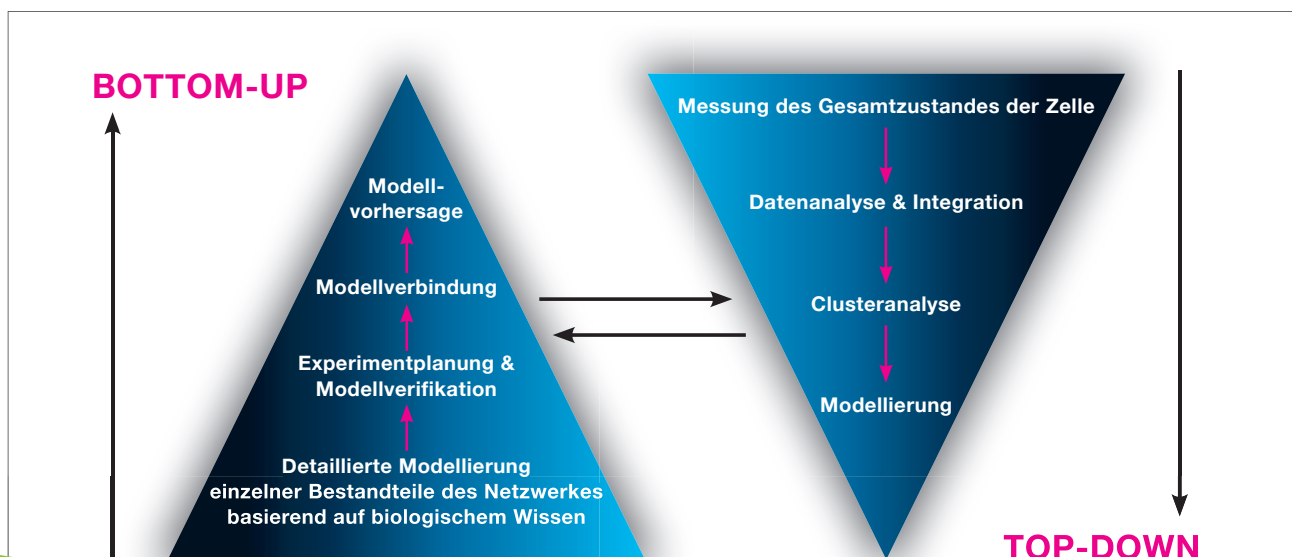 BOTTOM-UP
Modell-
vorhersage
Modellverbindung
Experimentplanung &
Modellverifikation
Detaillierte Modellierung
einzelner Bestandteile des Netzwerkes
basierend auf biologischem Wissen
Messung des Gesamtzustandes der Zelle
Datenanalyse & Integration
Clusteranalyse
Modellierung
TOP-DOWN